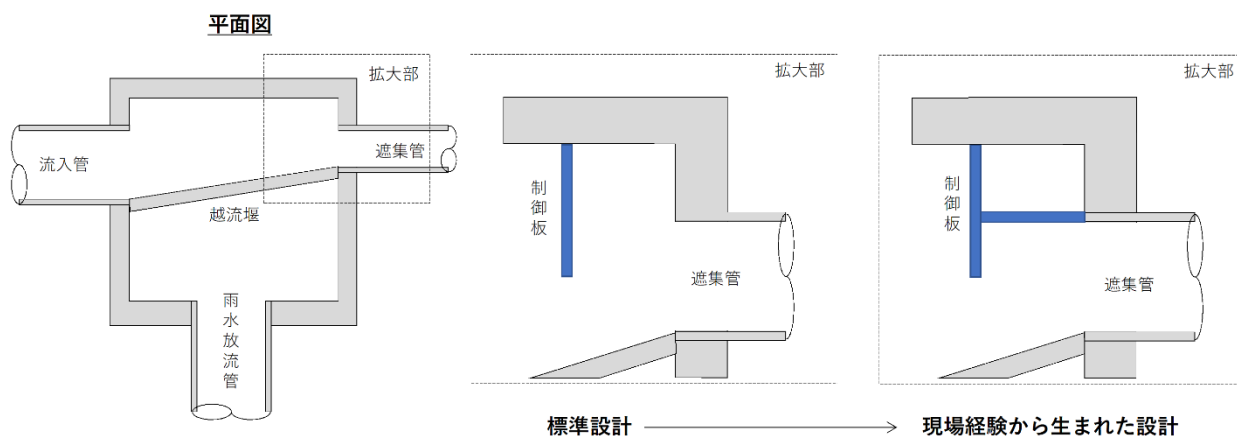 平面図
拡大部
流入管
遮集管
越流堰
雨水放流管
拡大部
制御板
遮集管
標準設計
拡大部
制御板
遮集管
現場経験から生まれた設計